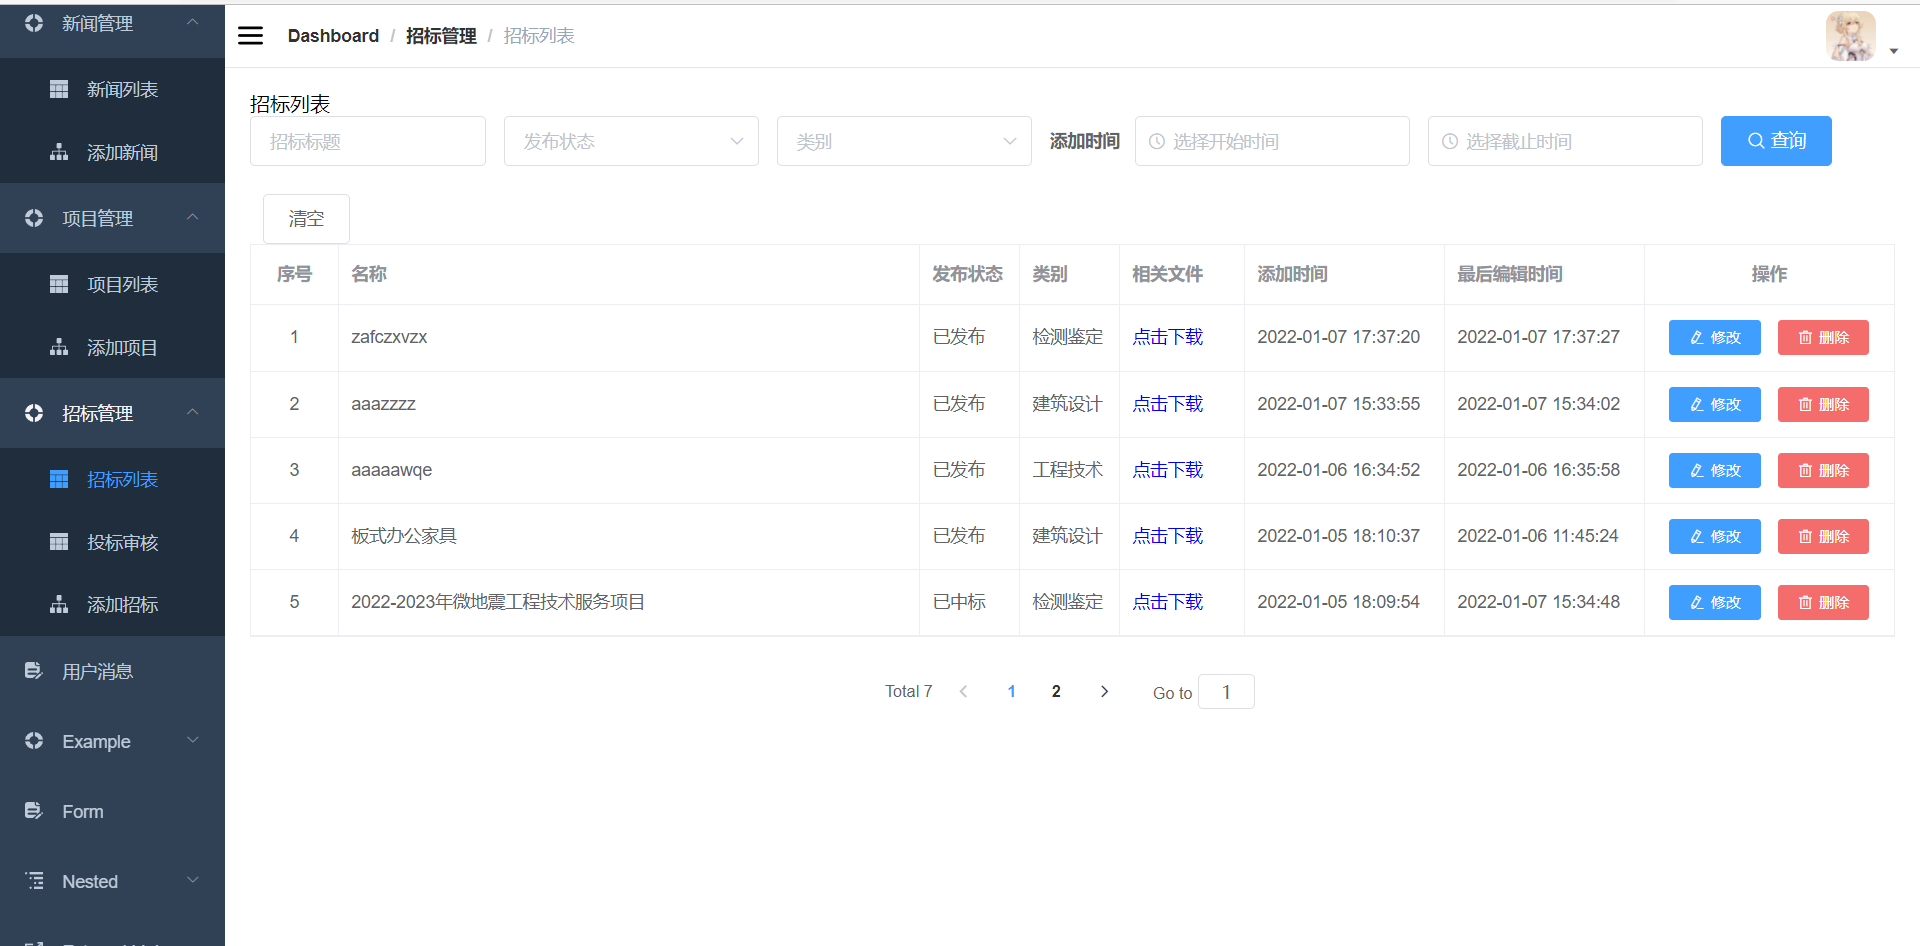 新闻管理
新闻列表
添加新闻
项目管理
项目列表
添加项目
招标管理
招标列表
投标审核
添加招标
用户消息
Example
Form
Nested
Dashboard / 招标管理 / 招标列表
招标列表
招标标题 发布状态 类别 添加时间 选择开始时间 选择截止时间 查询
清空
序号 名称 发布状态 类别 相关文件 添加时间 最后编辑时间 操作
1 zafczxvzx 已发布 检测鉴定 点击下载 2022-01-07 17:37:20 2022-01-07 17:37:27 修改 删除
2 aaazzzz 已发布 建筑设计 点击下载 2022-01-07 15:33:55 2022-01-07 15:34:02 修改 删除
3 aaaaawqe 已发布 工程技术 点击下载 2022-01-06 16:34:52 2022-01-06 16:35:58 修改 删除
4 板式办公家具 已发布 建筑设计 点击下载 2022-01-05 18:10:37 2022-01-06 11:45:24 修改 删除
5 2022-2023年微地震工程技术服务项目 已中标 检测鉴定 点击下载 2022-01-05 18:09:54 2022-01-07 15:34:48 修改 删除
Total 7 1 2 Go to 1